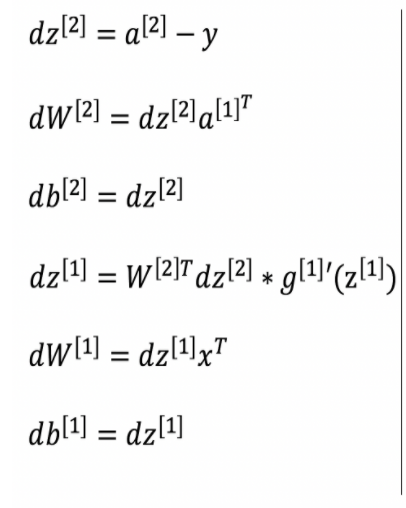 dz^{[2]} = a^{[2]} − y
dW^{[2]} = dz^{[2]}a^{[1]^T}
db^{[2]} = dz^{[2]}
dz^{[1]} = W^{[2]T}dz^{[2]} ∗ g^{[1]}′(z^{[1]})
dW^{[1]} = dz^{[1]}x^T
db^{[1]} = dz^{[1]}